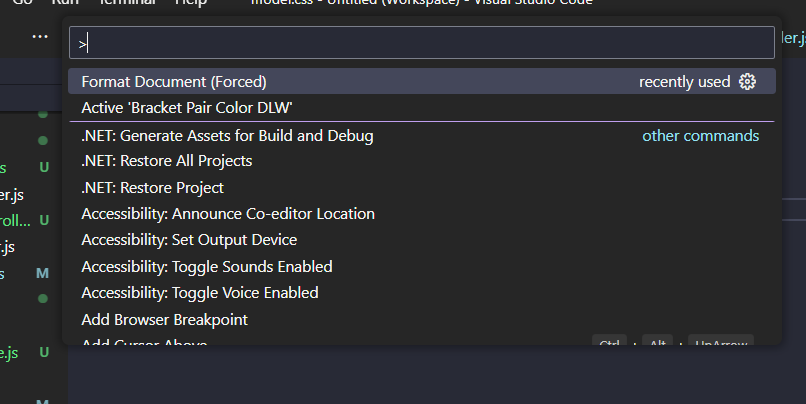 Go Run Terminal Help model.css - Untitled (Workspace) - Visual Studio Code
...
ler.js
>
Format Document (Forced) recently used
Active 'Bracket Pair Color DLW'
.NET: Generate Assets for Build and Debug other commands
.NET: Restore All Projects
s U
.NET: Restore Project
er.js
Accessibility: Announce Co-editor Location
roll... U
Accessibility: Set Output Device
r.js
Accessibility: Toggle Sounds Enabled
s M
Accessibility: Toggle Voice Enabled
Add Browser Breakpoint
Add Cursor Above Ctrl + Alt + UpArrow
e.js U
M